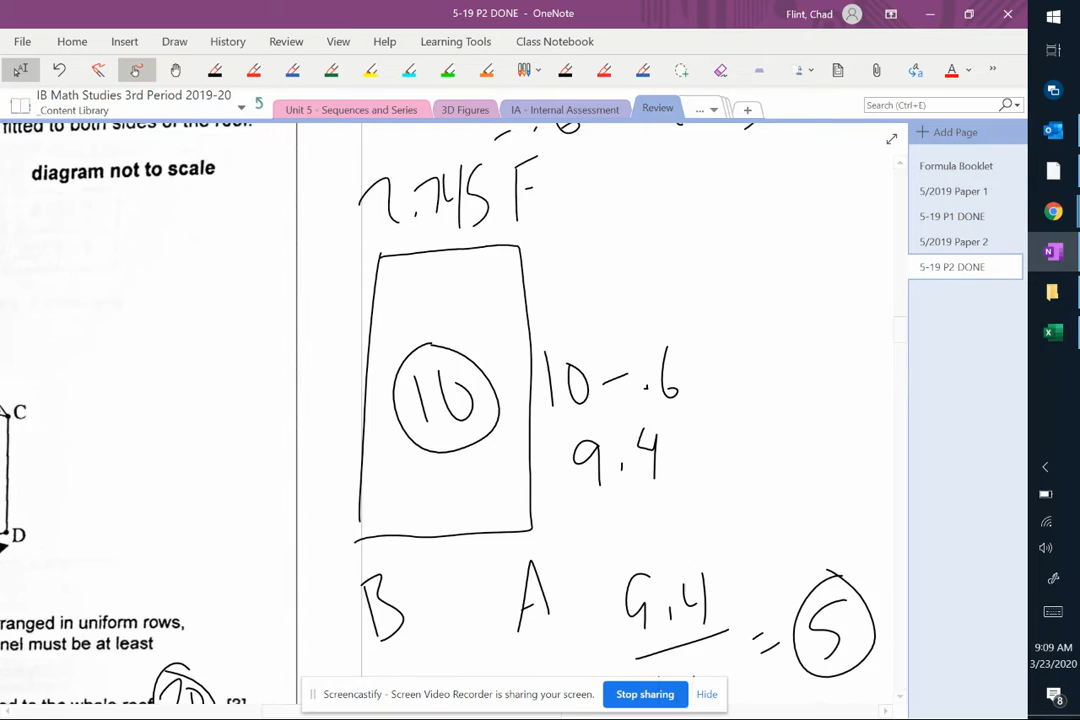 5-19 P2 DONE - OneNote
Flint, Chad
File Home Insert Draw History Review View Help Learning Tools Class Notebook
IB Math Studies 3rd Period 2019-20
_Content Library
Unit 5 - Sequences and Series
3D Figures
IA - Internal Assessment
Review
...
Search (Ctrl+E)
Add Page
Formula Booklet
5/2019 Paper 1
5-19 P1 DONE
5/2019 Paper 2
5-19 P2 DONE
diagram not to scale
F
10
10 - .6
9.4
C
D
B A
9.4 = 5
ranged in uniform rows,
nel must be at least
Screencastify - Screen Video Recorder is sharing your screen.
Stop sharing
Hide
9:09 AM
3/23/2020
8